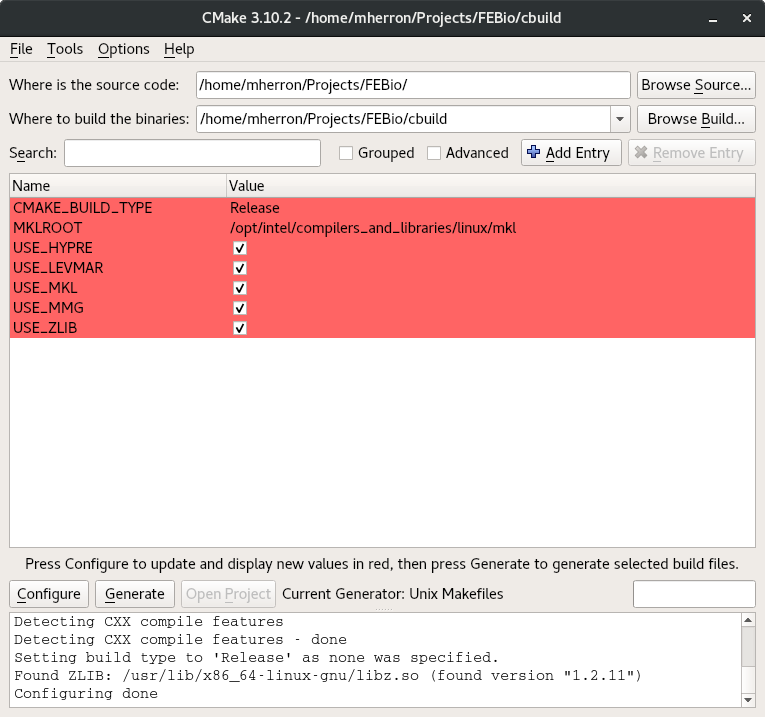 CMake 3.10.2 - /home/mherron/Projects/FEBio/cbuild
File Tools Options Help
Where is the source code: /home/mherron/Projects/FEBio/ Browse Source...
Where to build the binaries: /home/mherron/Projects/FEBio/cbuild Browse Build...
Search: Grouped Advanced Add Entry Remove Entry
Name Value
CMAKE_BUILD_TYPE Release
MKLROOT /opt/intel/compilers_and_libraries/linux/mkl
USE_HYPRE
USE_LEVMAR
USE_MKL
USE_MMG
USE_ZLIB
Press Configure to update and display new values in red, then press Generate to generate selected build files.
Configure Generate Open Project Current Generator: Unix Makefiles
Detecting CXX compile features
Detecting CXX compile features - done
Setting build type to 'Release' as none was specified.
Found ZLIB: /usr/lib/x86_64-linux-gnu/libz.so (found version "1.2.11")
Configuring done